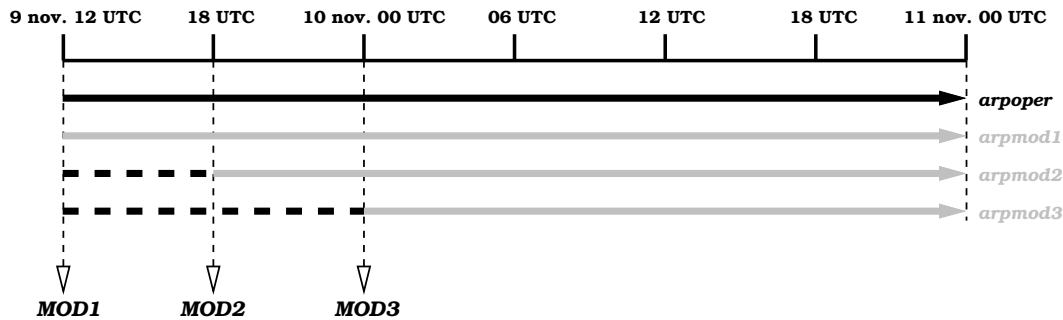 9 nov. 12 UTC 18 UTC 10 nov. 00 UTC 06 UTC 12 UTC 18 UTC 11 nov. 00 UTC
arpoper
arpmod1
arpmod2
arpmod3
MOD1 MOD2 MOD3